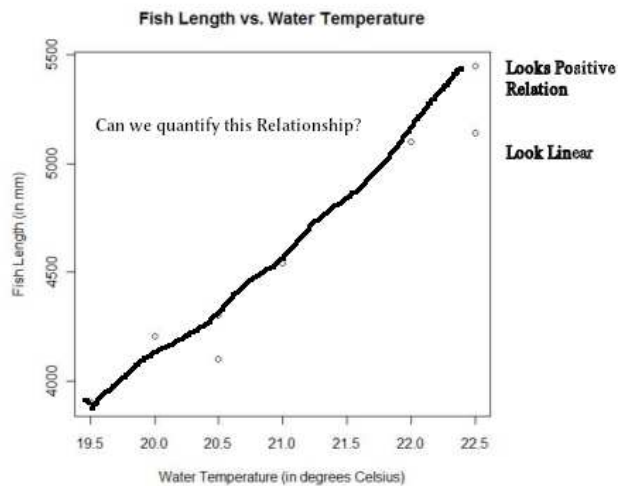 Fish Length vs. Water Temperature
5500
5000
4500
4000
Fish Length (in mm)
Can we quantify this Relationship?
Looks Positive
Relation
Look Linear
19.5 20.0 20.5 21.0 21.5 22.0 22.5
Water Temperature (in degrees Celsius)